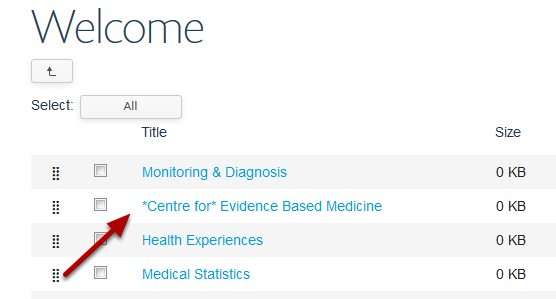 Welcome
Select: All
Title Size
Monitoring & Diagnosis 0 KB
*Centre for* Evidence Based Medicine 0 KB
Health Experiences 0 KB
Medical Statistics 0 KB